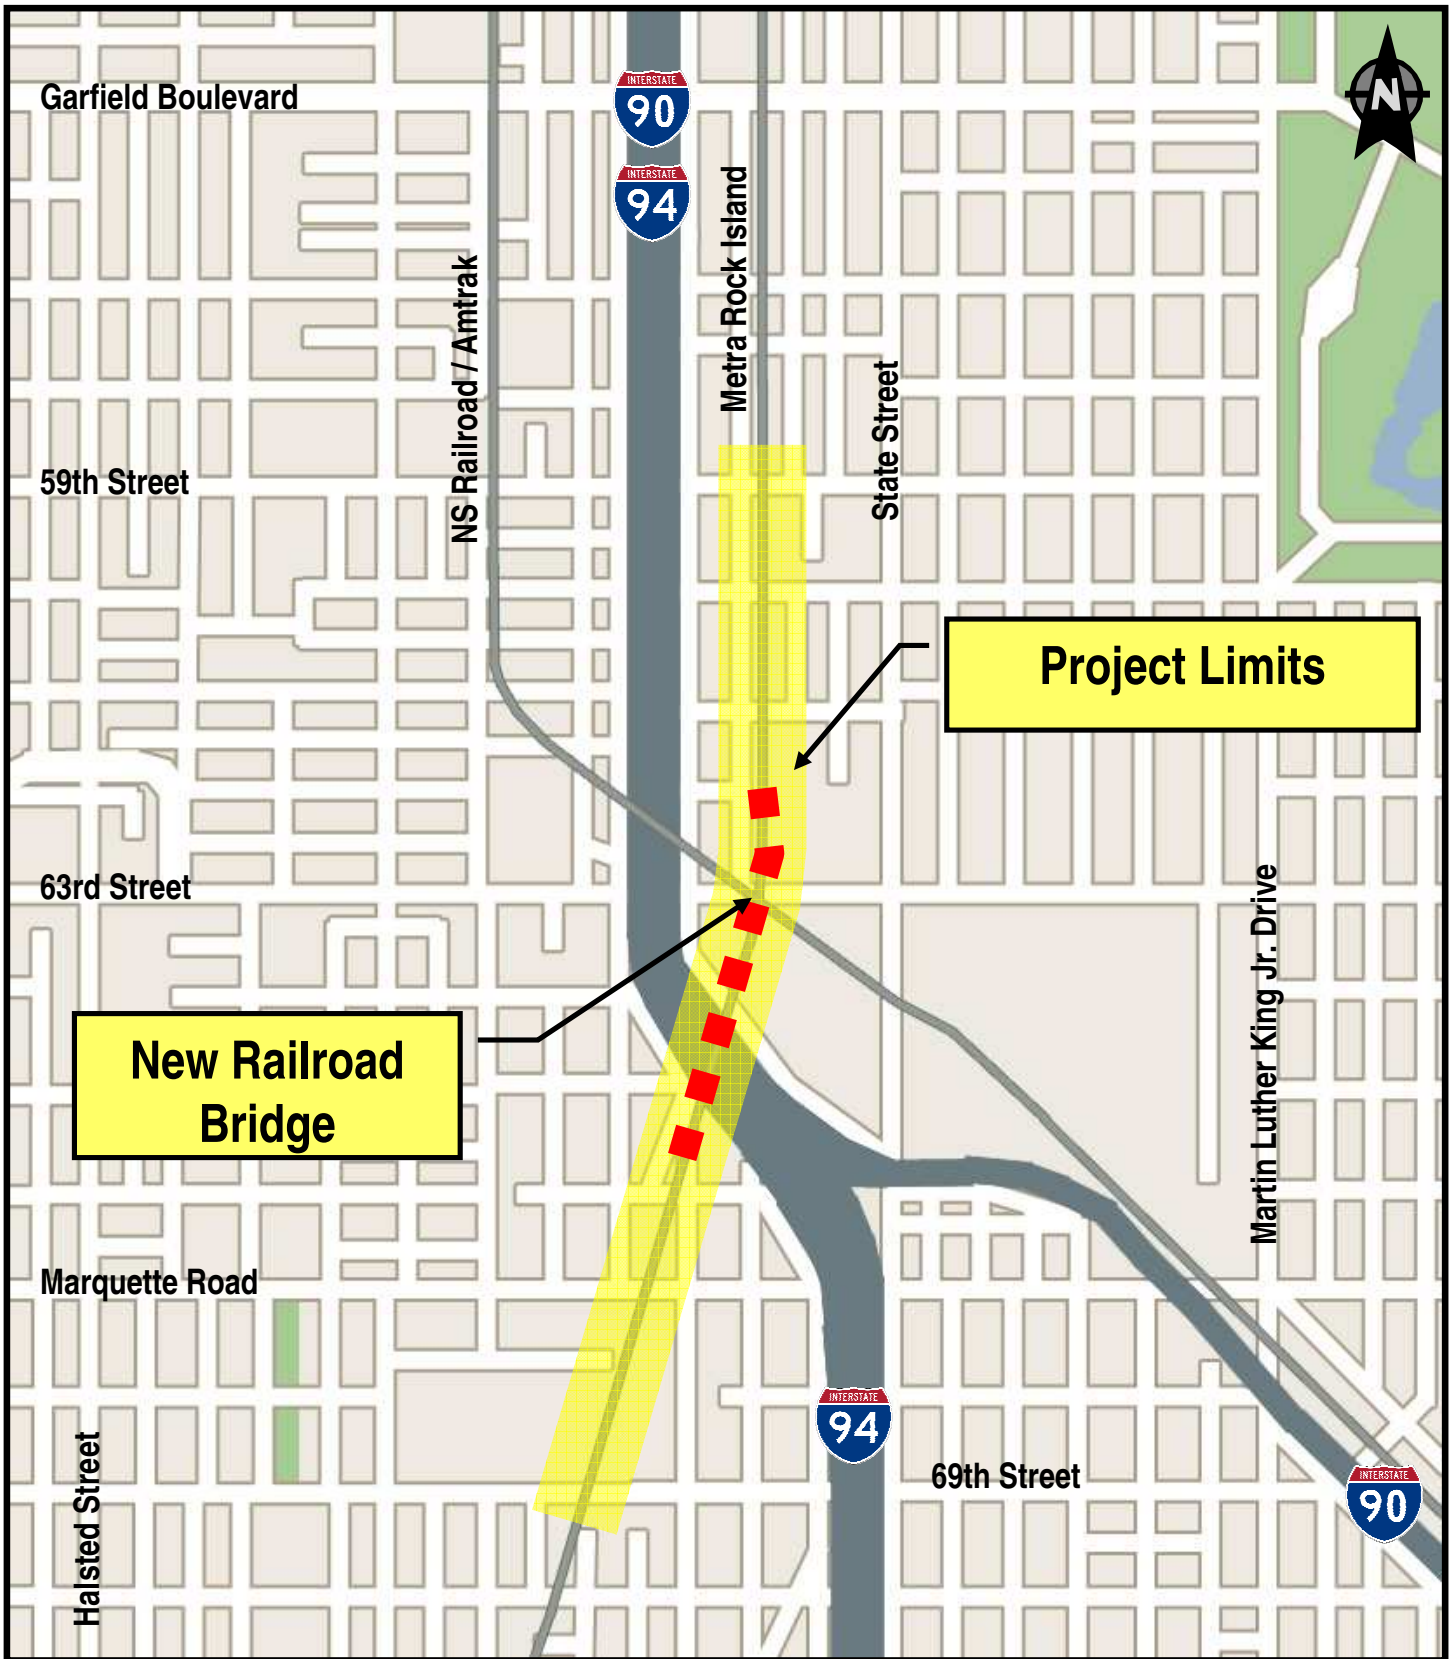 Garfield Boulevard
INTERSTATE
90
INTERSTATE
94
N
Metra Rock Island
NS Railroad / Amtrak
State Street
59th Street
Project Limits
63rd Street
Martin Luther King Jr. Drive
New Railroad
Bridge
Marquette Road
INTERSTATE
94
Halsted Street
69th Street
INTERSTATE
90